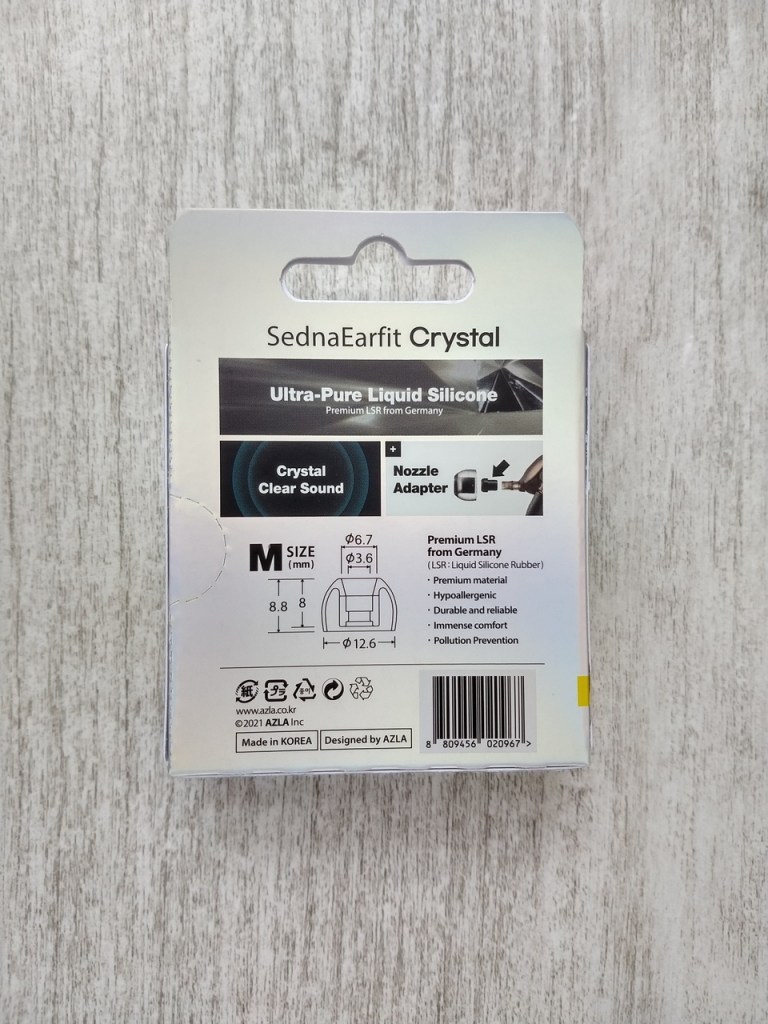 SednaEarfit Crystal
Ultra-Pure Liquid Silicone
Premium LSR from Germany
Crystal
Clear Sound
+
Nozzle
Adapter
M SIZE
(mm)
Φ6.7
Φ3.6
8.8
8
Φ12.6
Premium LSR
from Germany
(LSR : Liquid Silicone Rubber)
· Premium material
· Hypoallergenic
· Durable and reliable
· Immense comfort
· Pollution Prevention
紙
プラ
www.azla.co.kr
©2021 AZLA Inc
Made in KOREA
Designed by AZLA
8 809456 020967 >